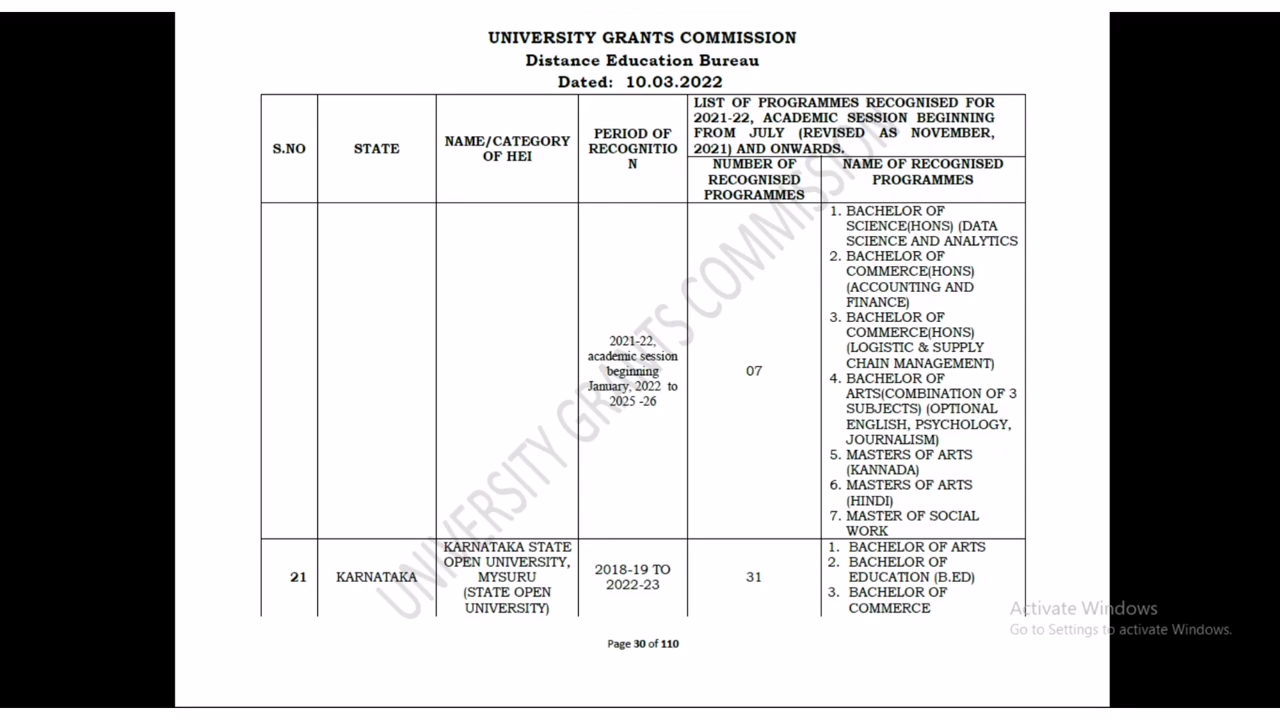 UNIVERSITY GRANTS COMMISSION
Distance Education Bureau
Dated: 10.03.2022
S.NO
STATE
NAME/CATEGORY
OF HEI
PERIOD OF
RECOGNITIO
N
LIST OF PROGRAMMES RECOGNISED FOR
2021-22, ACADEMIC SESSION BEGINNING
FROM JULY (REVISED AS NOVEMBER,
2021) AND ONWARDS.
NUMBER OF
RECOGNISED
PROGRAMMES
NAME OF RECOGNISED
PROGRAMMES
2021-22,
academic session
beginning
January, 2022 to
2025 -26
07
1. BACHELOR OF
SCIENCE(HONS) (DATA
SCIENCE AND ANALYTICS
2. BACHELOR OF
COMMERCE(HONS)
(ACCOUNTING AND
FINANCE)
3. BACHELOR OF
COMMERCE(HONS)
(LOGISTIC & SUPPLY
CHAIN MANAGEMENT)
4. BACHELOR OF
ARTS(COMBINATION OF 3
SUBJECTS) (OPTIONAL
ENGLISH, PSYCHOLOGY,
JOURNALISM)
5. MASTERS OF ARTS
(KANNADA)
6. MASTERS OF ARTS
(HINDI)
7. MASTER OF SOCIAL
WORK
21
KARNATAKA
KARNATAKA STATE
OPEN UNIVERSITY,
MYSURU
(STATE OPEN
UNIVERSITY)
2018-19 TO
2022-23
31
1. BACHELOR OF ARTS
2. BACHELOR OF
EDUCATION (B.ED)
3. BACHELOR OF
COMMERCE
UNIVERSITY GRANTS COMMISSION
Page 30 of 110
Activate Windows
Go to Settings to activate Windows.